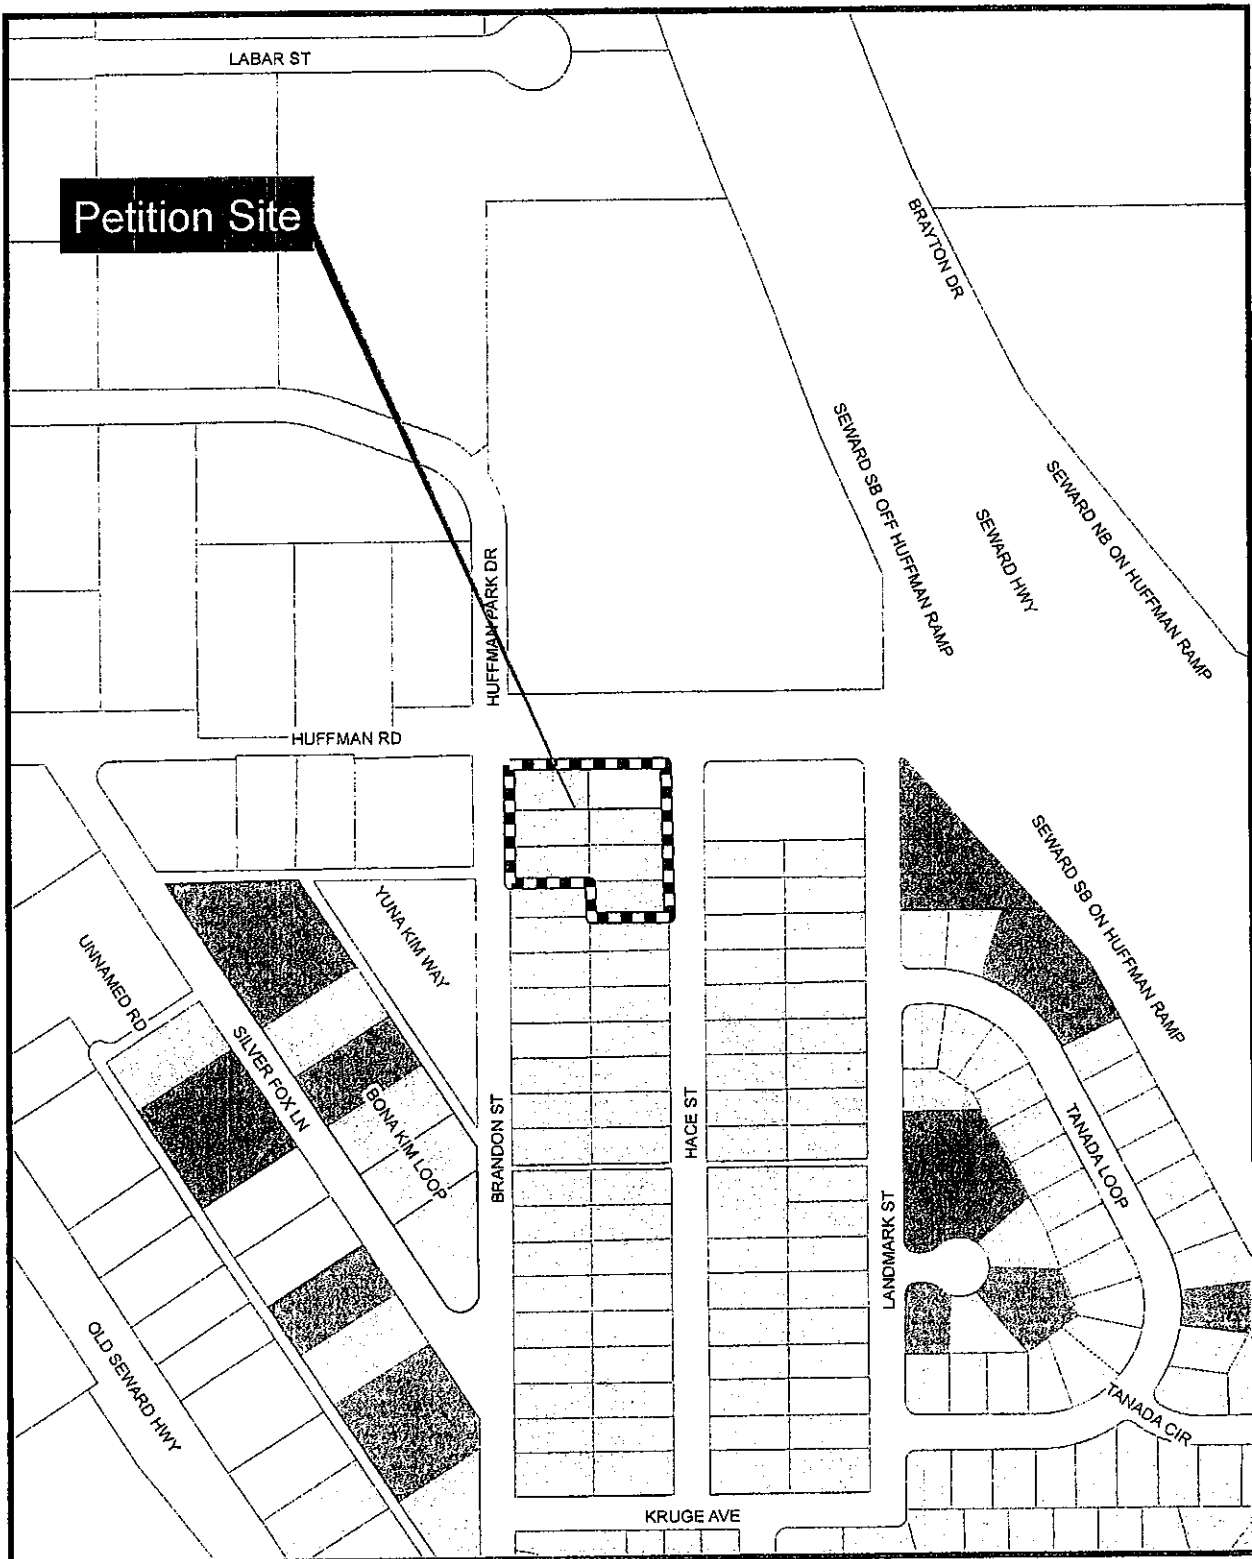 LABAR ST
Petition Site
BRAYTON DR
SEWARD SB OFF HUFFMAN RAMP
SEWARD HWY
SEWARD NB ON HUFFMAN RAMP
HUFFMAN PARK DR
HUFFMAN RD
SEWARD SB ON HUFFMAN RAMP
YUNA KIM WAY
UNNAMED RD
SILVER FOX LN
BONA KIM LOOP
BRANDON ST
HACE ST
TANADA LOOP
LANDMARK ST
OLD SEWARD HWY
TANADA CIR
KRUGE AVE